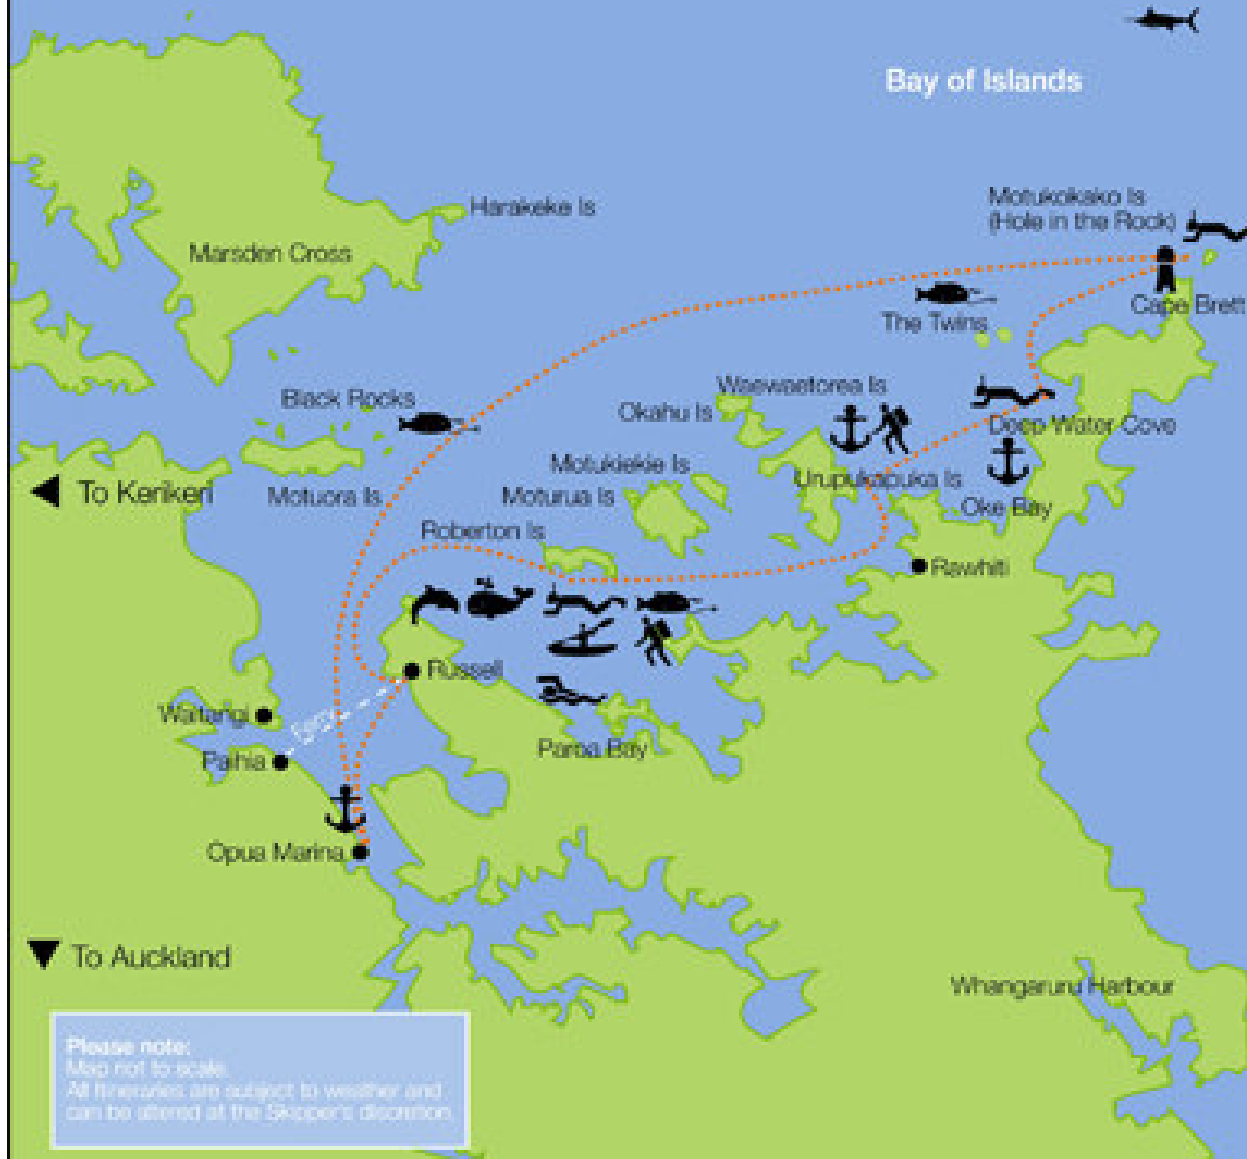 Bay of Islands
Motukokako Is
(Hole in the Rock)
Harakeke Is
Marsden Cross
Cape Brett
The Twins
Waewaetorea Is
Black Rocks
Okahu Is
Deep Water Cove
Motukiekie Is
Urupukapuka Is
To Kerikeri
Motuora Is
Moturua Is
Oke Bay
Roberton Is
Rawhiti
Russell
Waitangi
Paroa Bay
Paihia
Opua Marina
To Auckland
Whangaruru Harbour
Please note:
Map not to scale.
All Itineraries are subject to weather and
can be altered at the Skipper's discretion.